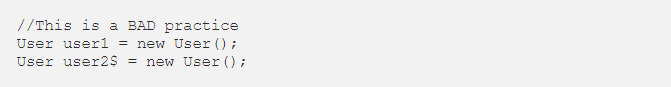 //This is a BAD practice
User user1 = new User();
User user2$ = new User();